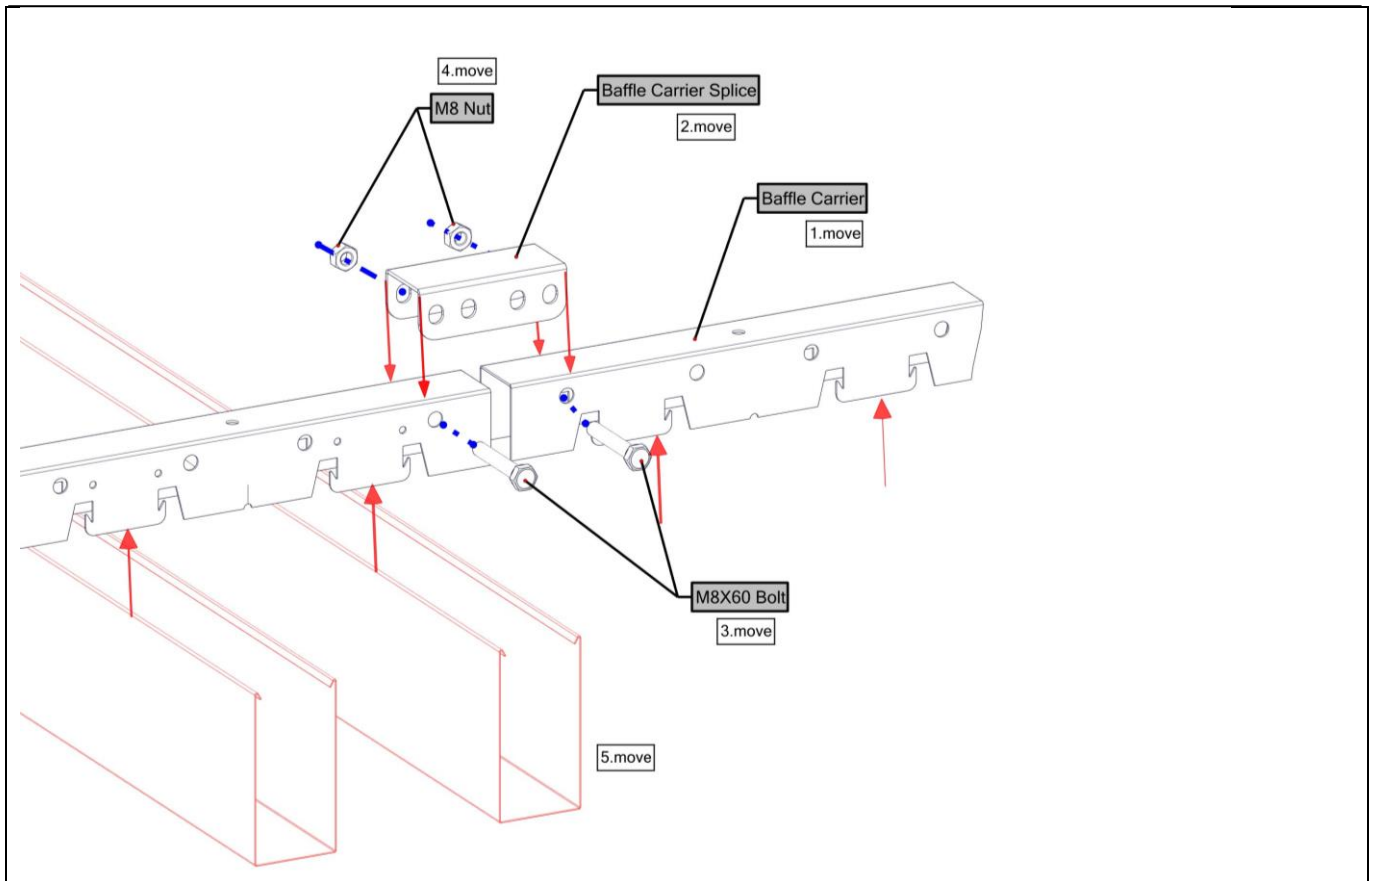 4.move
M8 Nut
Baffle Carrier Splice
2.move
Baffle Carrier
1.move
M8X60 Bolt
3.move
5.move